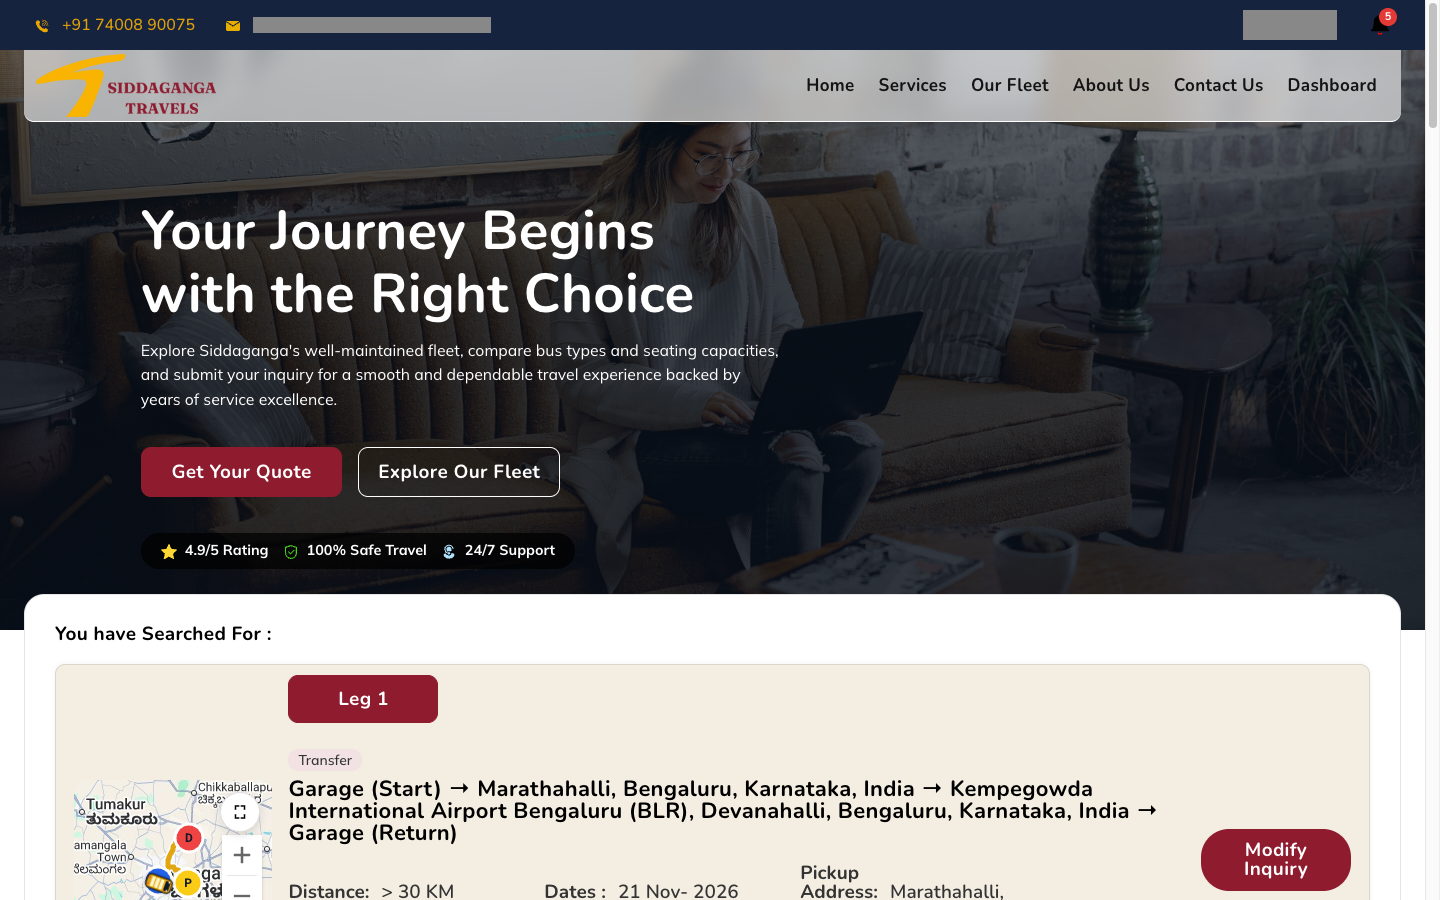 +91 74008 90075
5
SIDDAGANGA
TRAVELS
Home Services Our Fleet About Us Contact Us Dashboard
Your Journey Begins
with the Right Choice
Explore Siddaganga's well-maintained fleet, compare bus types and seating capacities,
and submit your inquiry for a smooth and dependable travel experience backed by
years of service excellence.
Get Your Quote Explore Our Fleet
4.9/5 Rating 100% Safe Travel 24/7 Support
You have Searched For :
Leg 1
Transfer
Garage (Start) → Marathahalli, Bengaluru, Karnataka, India → Kempegowda
International Airport Bengaluru (BLR), Devanahalli, Bengaluru, Karnataka, India →
Garage (Return)
Chikkaballapu
Tumakur
ತುಮಕೂರು
D
amangala
Town
ನೆಲಮಂಗಲ
P
Modify
Inquiry
Distance: > 30 KM
Dates : 21 Nov- 2026
Pickup
Address: Marathahalli,